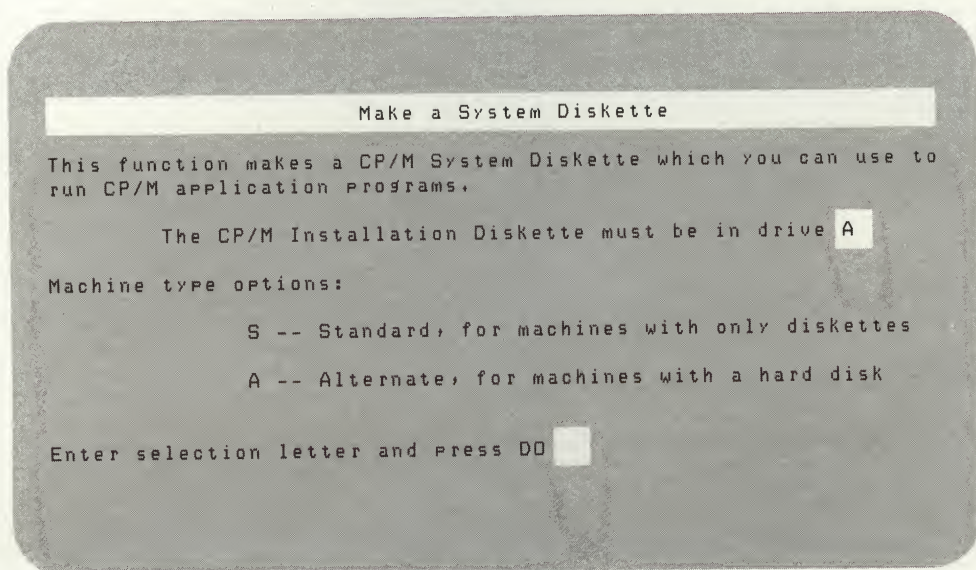 Make a System Diskette
This function makes a CP/M System Diskette which you can use to
run CP/M application programs.
The CP/M Installation Diskette must be in drive A
Machine type options:
S -- Standard, for machines with only diskettes
A -- Alternate, for machines with a hard disk
Enter selection letter and press DO